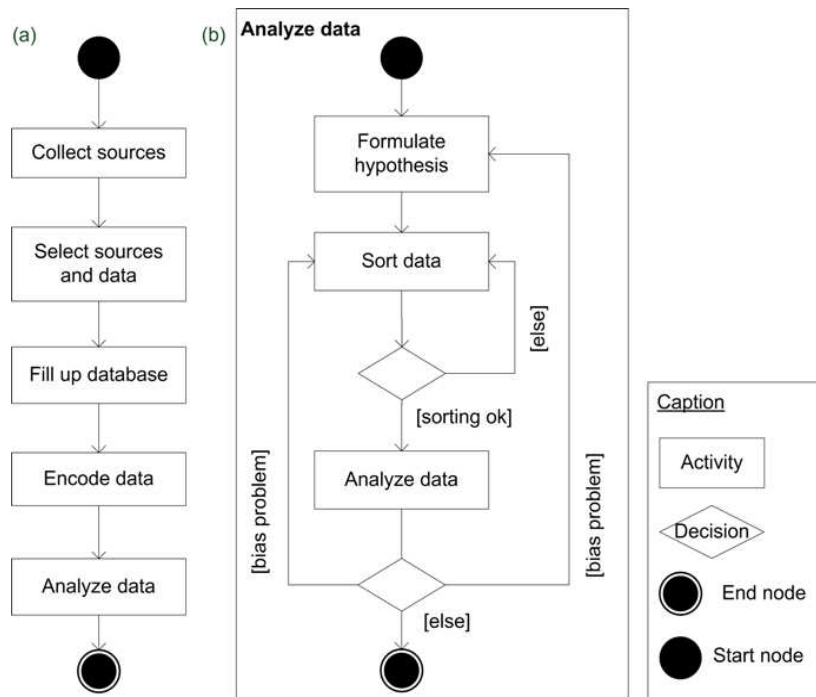 (a)
Collect sources
Select sources
and data
Fill up database
Encode data
Analyze data
(b)
Analyze data
Formulate
hypothesis
Sort data
[else]
[sorting ok]
Analyze data
[bias problem]
[bias problem]
[else]
Caption
Activity
Decision
End node
Start node